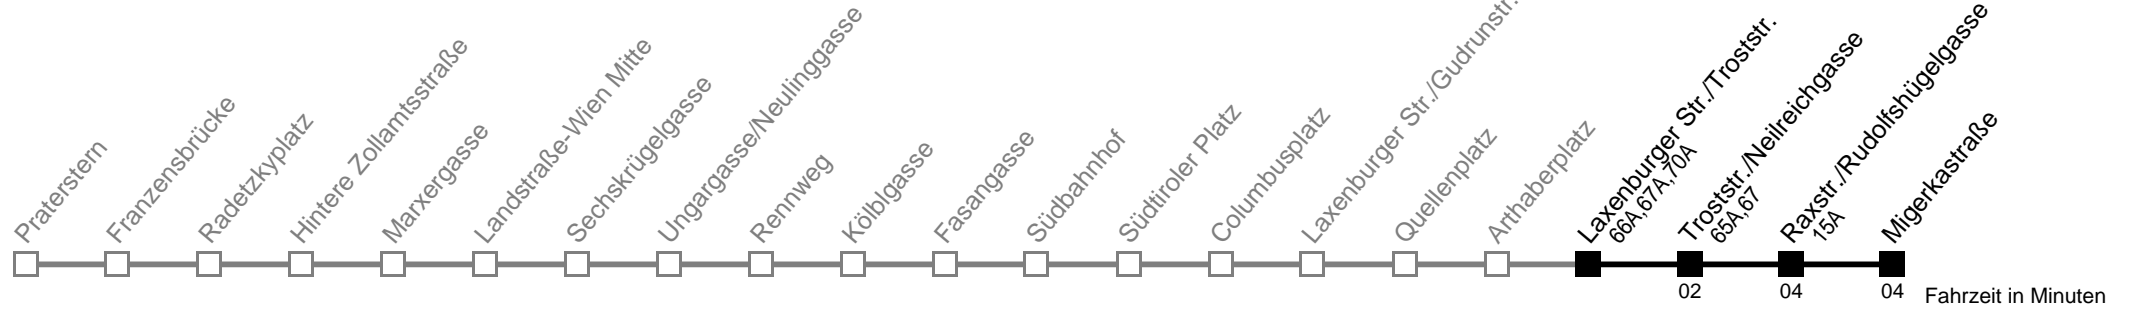 Praterstern
Franzensbrücke
Radetzkyplatz
Hintere Zollamtsstraße
Marxergasse
Landstraße-Wien Mitte
Sechskrügelgasse
Ungargasse/Neulinggasse
Rennweg
Kölblgasse
Fasangasse
Südbahnhof
Südtiroler Platz
Columbusplatz
Laxenburger Str./Gudrunstr.
Quellenplatz
Arthaberplatz
Laxenburger Str./Troststr.
66A,67A,70A
Troststr./Neilreichgasse
65A,67
Raxstr./Rudolfshügelgasse
15A
Migerkastraße
02
04
04
Fahrzeit in Minuten